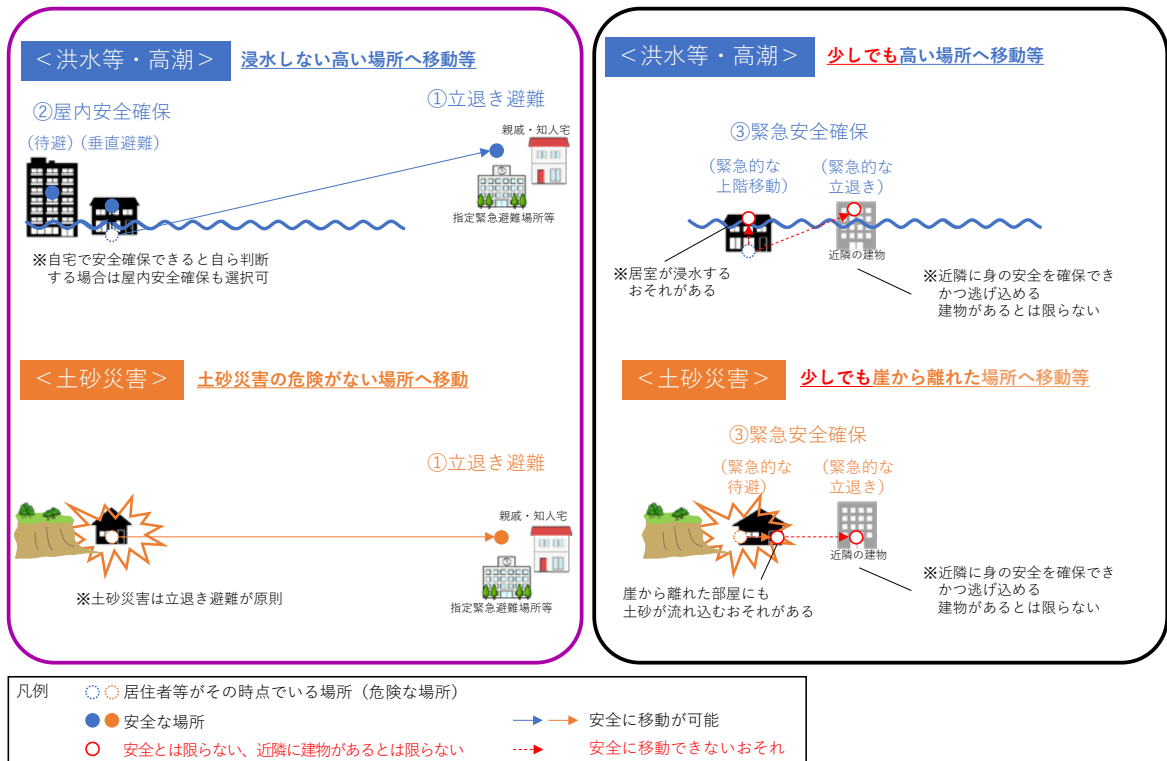 ＜洪水等・高潮＞
浸水しない高い場所へ移動等
①立退き避難
②屋内安全確保
(待避) (垂直避難)
親戚・知人宅
指定緊急避難場所等
※自宅で安全確保できると自ら判断
する場合は屋内安全確保も選択可
＜土砂災害＞
土砂災害の危険がない場所へ移動
①立退き避難
親戚・知人宅
指定緊急避難場所等
※土砂災害は立退き避難が原則
＜洪水等・高潮＞
少しでも高い場所へ移動等
③緊急安全確保
（緊急的な
上階移動）
（緊急的な
立退き）
近隣の建物
※居室が浸水する
おそれがある
※近隣に身の安全を確保でき
かつ逃げ込める
建物があるとは限らない
＜土砂災害＞
少しでも崖から離れた場所へ移動等
③緊急安全確保
（緊急的な
待避）
（緊急的な
立退き）
近隣の建物
崖から離れた部屋にも
土砂が流れ込むおそれがある
※近隣に身の安全を確保でき
かつ逃げ込める
建物があるとは限らない
凡例
居住者等がその時点でいる場所（危険な場所）
安全な場所
安全に移動が可能
安全とは限らない、近隣に建物があるとは限らない
安全に移動できないおそれ